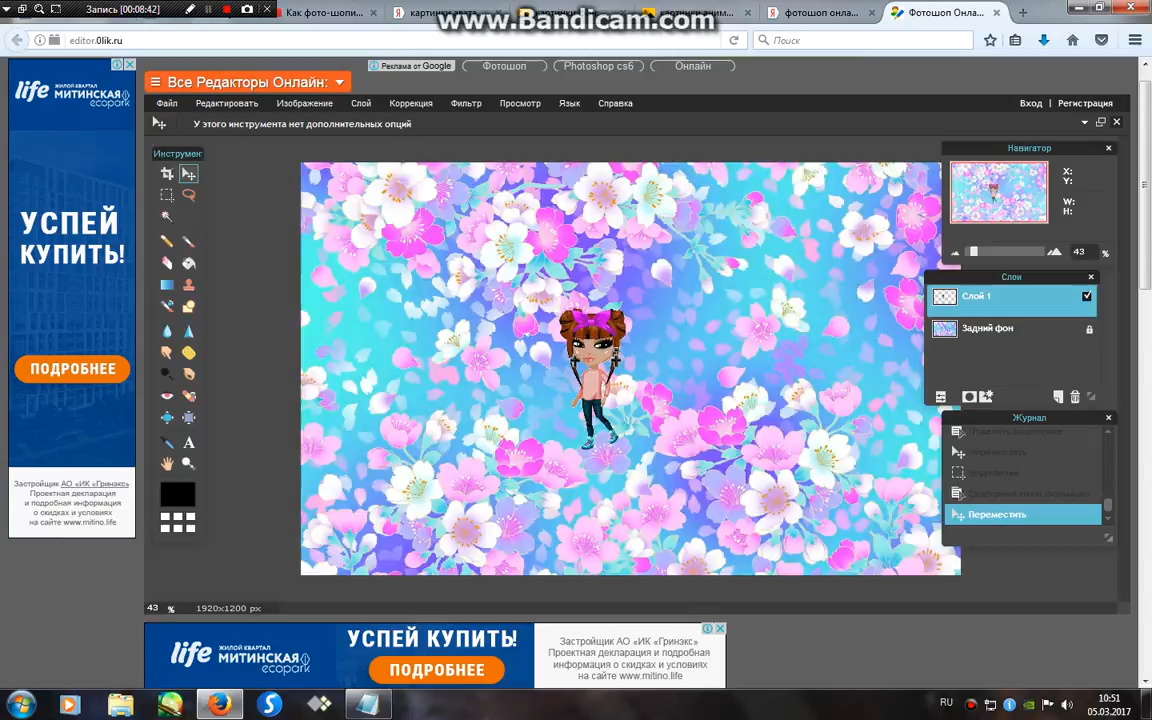 Запись [00:08:42]
Как фото-шопи...
картинки авата...
картинки аним...
фотошоп онла...
Фотошоп Онла...
www.Bandicam.com
editor.0lik.ru
Поиск
life
ЖИЛОЙ КВАРТАЛ
МИТИНСКАЯ
ecopark
УСПЕЙ
КУПИТЬ!
ПОДРОБНЕЕ
Застройщик АО «ИК «Гринэкс»
Проектная декларация
и подробная информация
о скидках и условиях
на сайте www.mitino.life
Все Редакторы Онлайн:
Реклама от Google
Фотошоп
Photoshop cs6
Онлайн
Файл
Редактировать
Изображение
Слой
Коррекция
Фильтр
Просмотр
Язык
Справка
Вход | Регистрация
У этого инструмента нет дополнительных опций
Инструмен
Навигатор
X:
Y:
W:
H:
43 %
Слои
Слой 1
Задний фон
Журнал
Переместить
Переместить
43 %
1920x1200 px
life
ЖИЛОЙ КВАРТАЛ
МИТИНСКАЯ
ecopark
УСПЕЙ КУПИТЬ!
ПОДРОБНЕЕ
Застройщик АО «ИК «Гринэкс»
Проектная декларация и подробная
информация о скидках и условиях
на сайте www.mitino.life
RU
10:51
05.03.2017